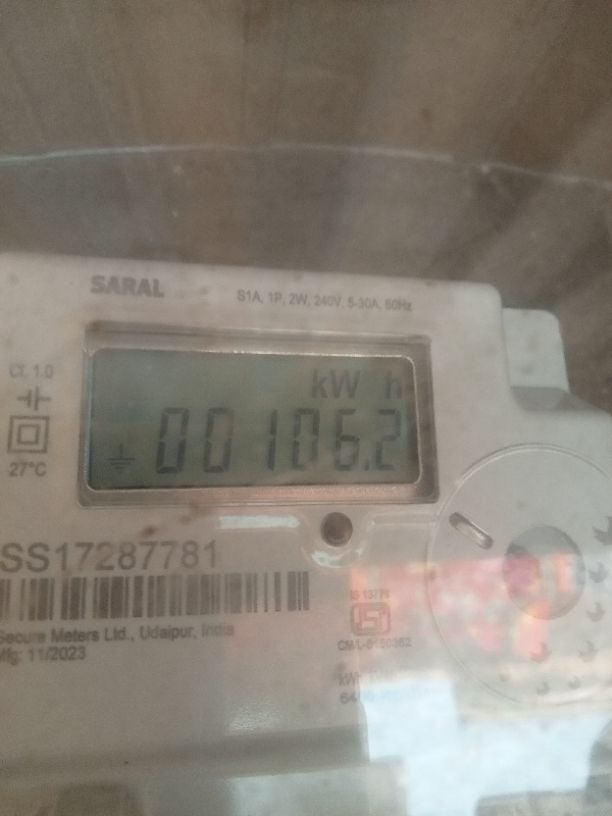 SARAL
S1A, 1P, 2W, 240V, 5-30A, 50Hz
Cl. 1.0
kW h
00106.2
27°C
SS17287781
Secure Meters Ltd., Udaipur, India
Mfg: 11/2023
IS 13779
ISI